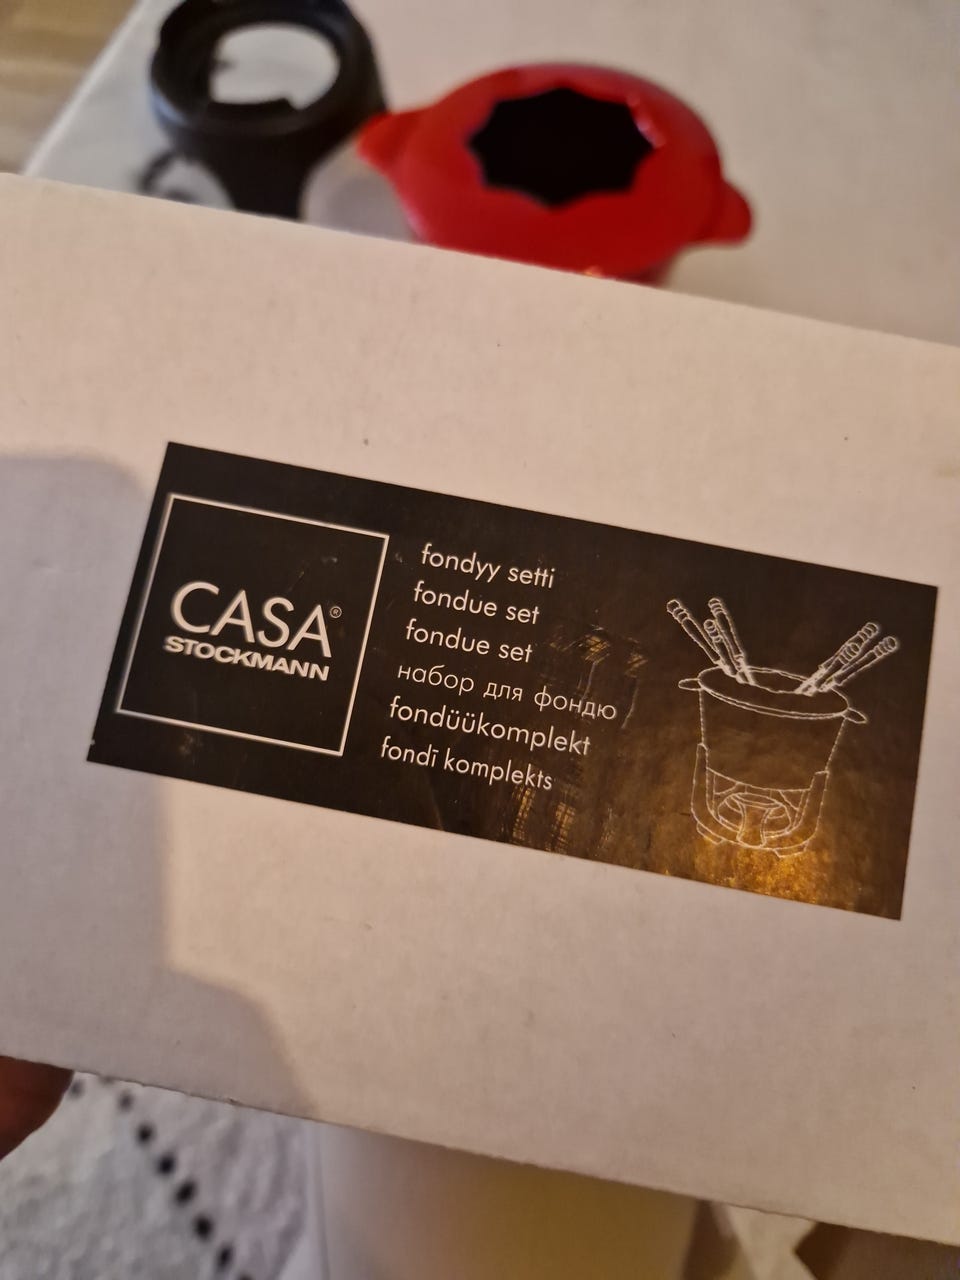 CASA®
STOCKMANN
fondyy setti
fondue set
fondue set
набор для фондю
fondüükomplekt
fondī komplekts